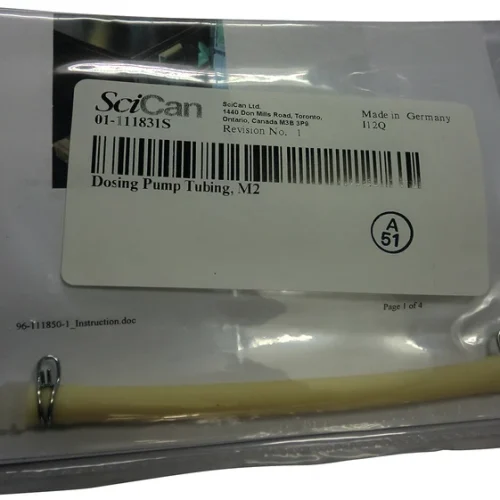 SciCan
SciCan Ltd.
1440 Don Mills Road, Toronto,
Ontario, Canada M3B 3P9
Made in Germany
01-111831S
Revision No. 1
I12Q
Dosing Pump Tubing, M2
A
51
Page 1 of 4
96-111850-1_Instruction.doc